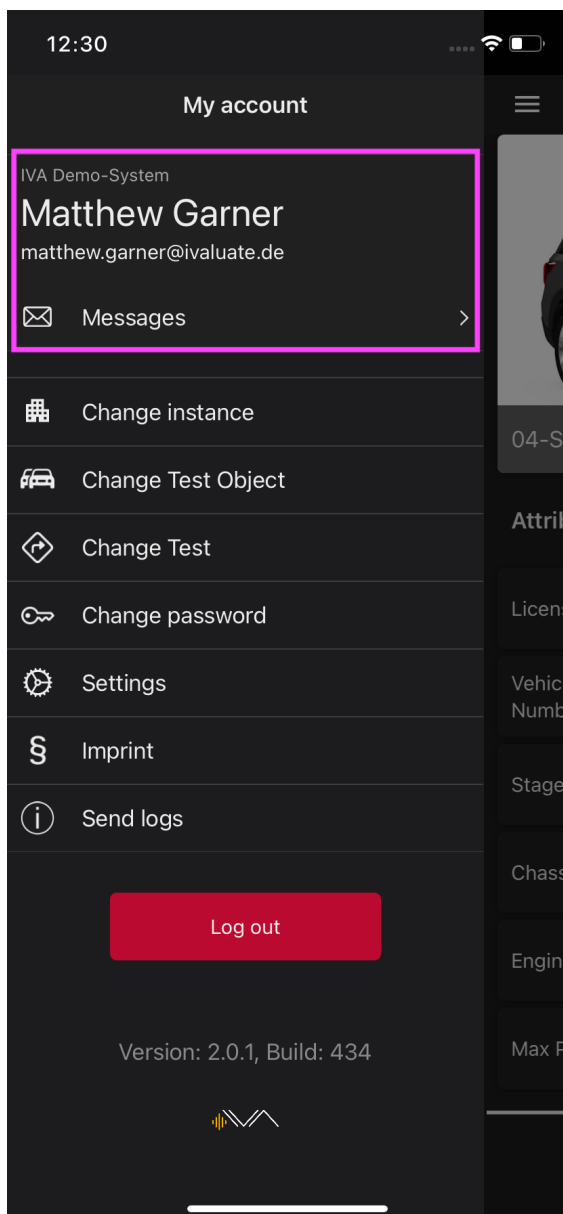 12:30
My account
IVA Demo-System
Matthew Garner
matthew.garner@ivaluate.de
Messages
Change instance
Change Test Object
Change Test
Change password
Settings
§ Imprint
Send logs
Log out
Version: 2.0.1, Build: 434
IVA
04-S
Attri
Licens
Vehic
Numb
Stage
Chass
Engin
Max P